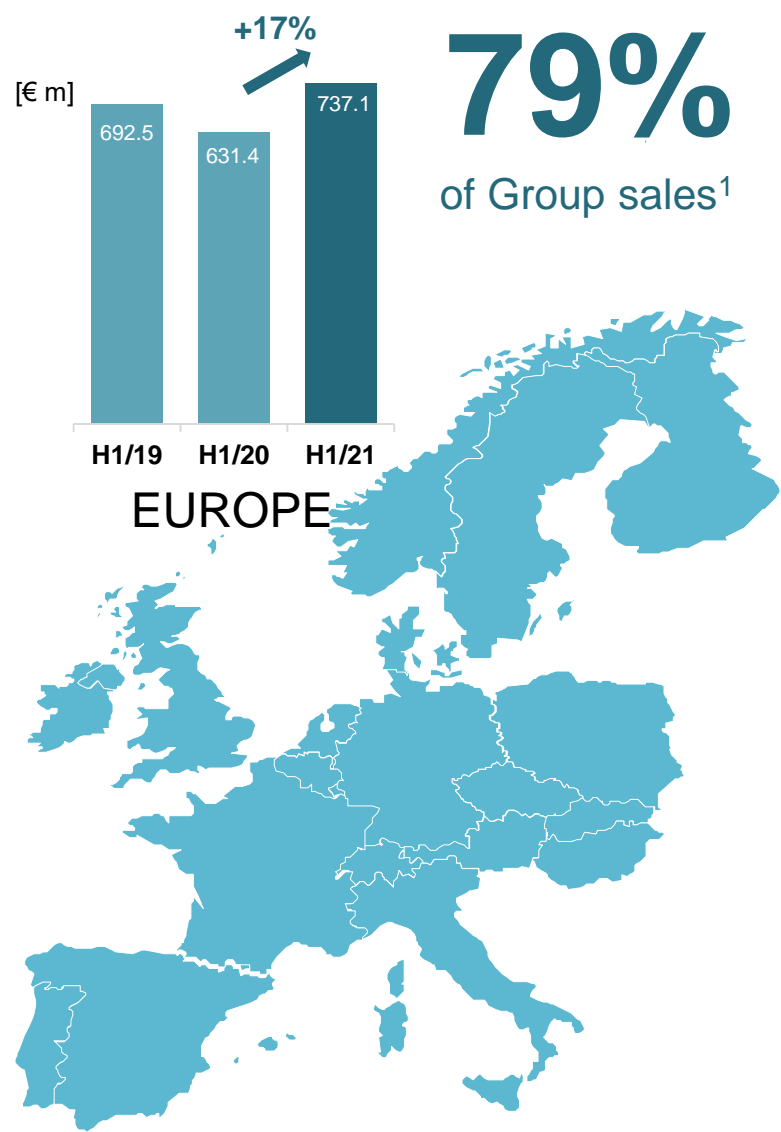 +17%
79%
[€ m]
692.5
631.4
737.1
of Group sales¹
H1/19 H1/20 H1/21
EUROPE